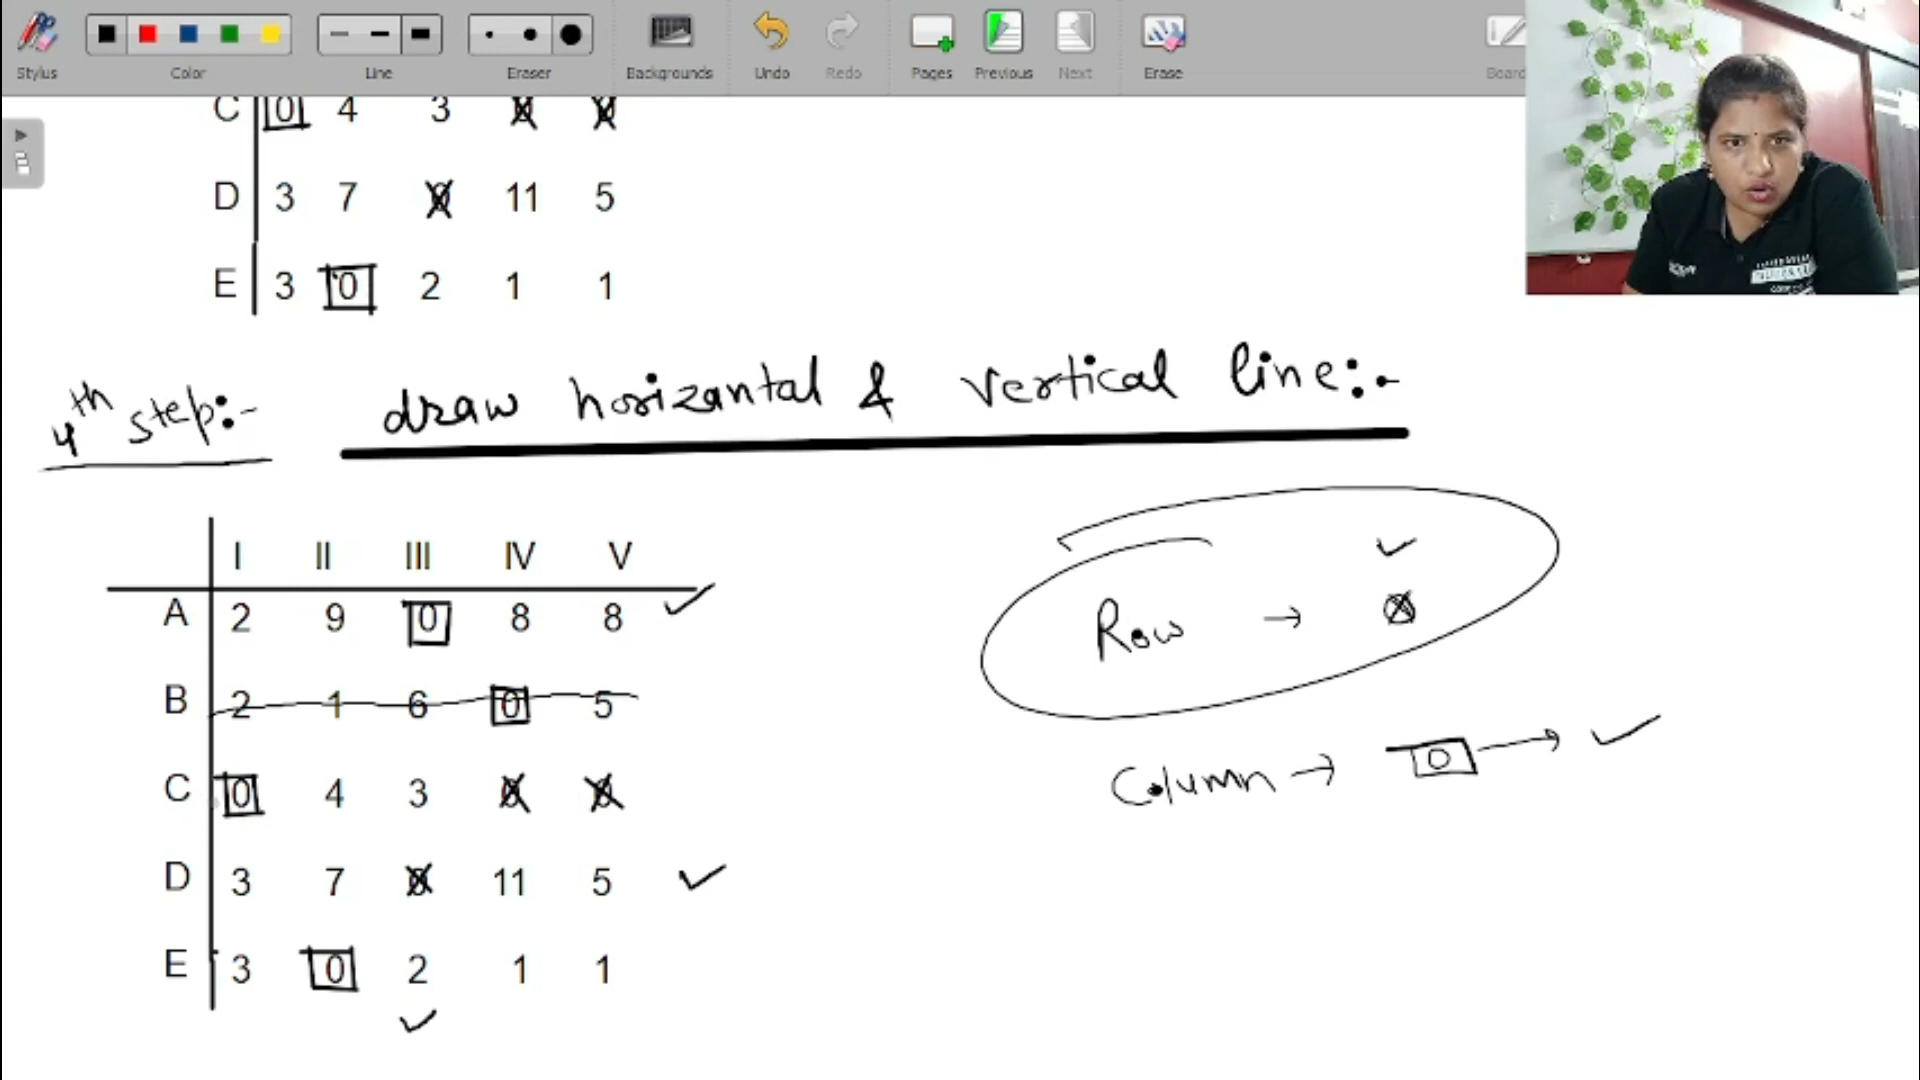 Stylus Color Line Eraser Backgrounds Undo Redo Pages Previous Next Erase Board
C 0 4 3 0 0
D 3 7 0 11 5
E 3 0 2 1 1
4th step:- draw horizantal & vertical line:-
I II III IV V
A 2 9 0 8 8
B 2 1 6 0 5
C 0 4 3 0 0
D 3 7 0 11 5
E 3 0 2 1 1
Row → 0
Column → 0 →